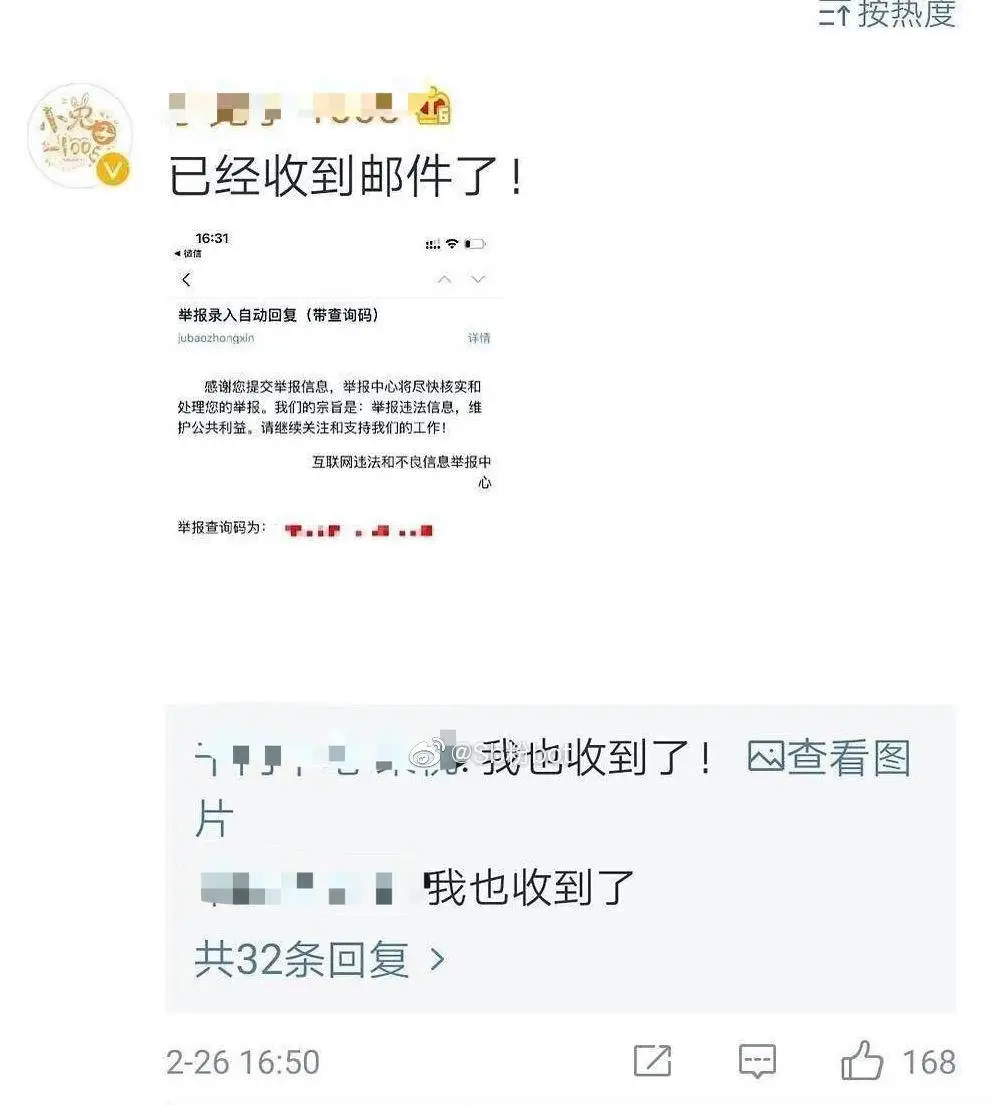 按热度
小兔
1005
已经收到邮件了！
16:31
微信
举报录入自动回复（带查询码）
jubaozhongxin
详情
感谢您提交举报信息，举报中心将尽快核实和
处理您的举报。我们的宗旨是：举报违法信息，维
护公共利益。请继续关注和支持我们的工作！
互联网违法和不良信息举报中
心
举报查询码为：
我也收到了！ 查看图
片
我也收到了
共32条回复 >
2-26 16:50
168